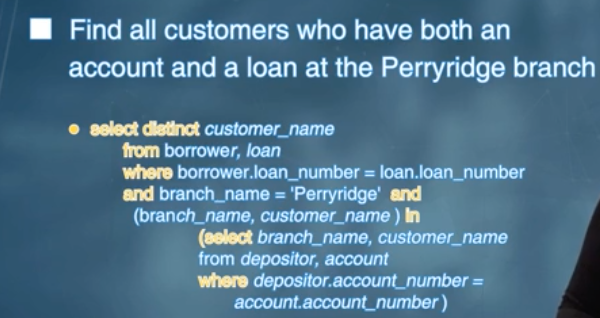 Find all customers who have both an
account and a loan at the Perryridge branch
select distinct customer_name
from borrower, loan
where borrower.loan_number = loan.loan_number
and branch_name = 'Perryridge' and
(branch_name, customer_name ) in
(select branch_name, customer_name
from depositor, account
where depositor.account_number =
account.account_number )